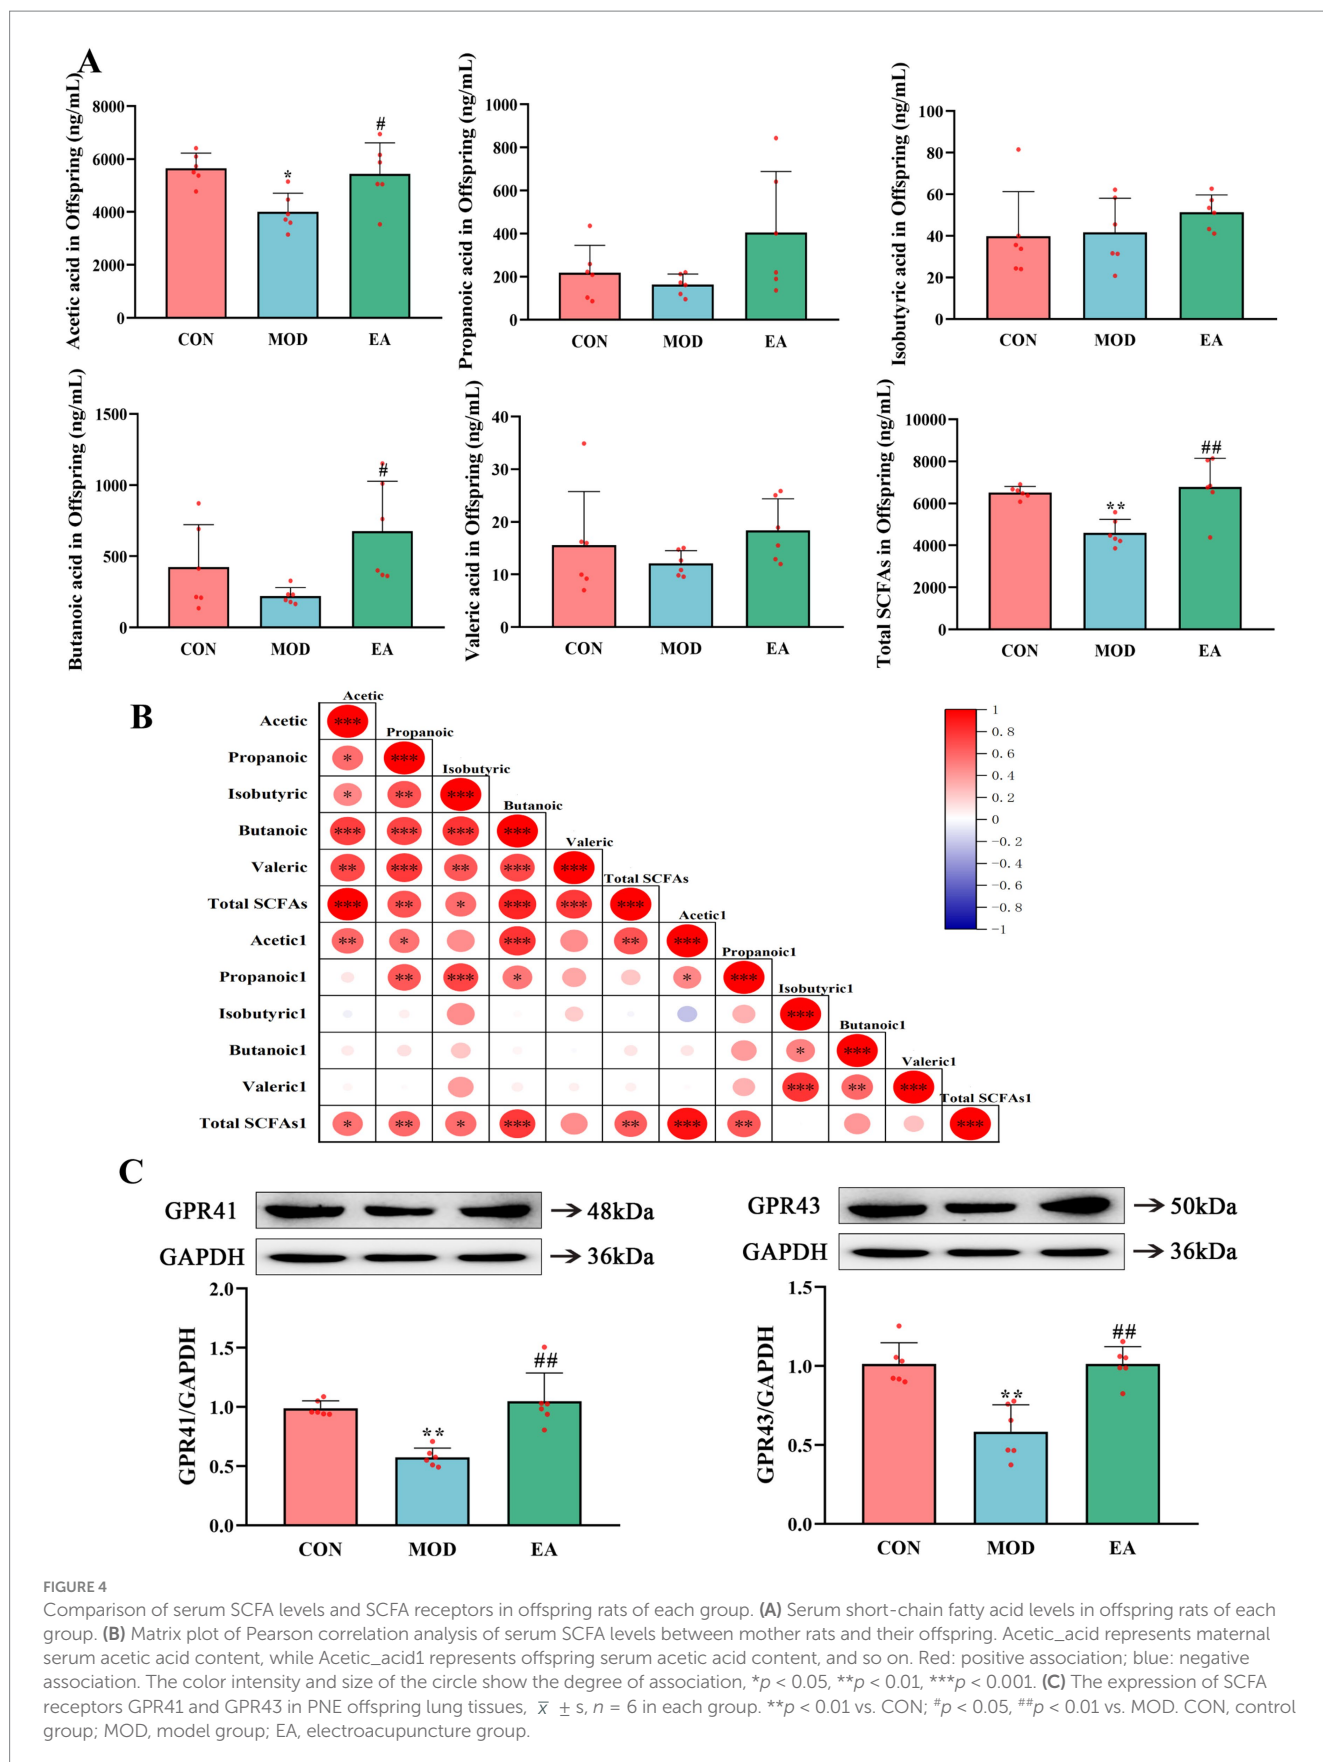 A
Acetic acid in Offspring (ng/mL)
8000
6000
4000
2000
0
*
#
CON MOD EA
Propanoic acid in Offspring (ng/mL)
1000
800
600
400
200
0
CON MOD EA
Isobutyric acid in Offspring (ng/mL)
100
80
60
40
20
0
CON MOD EA
Butanoic acid in Offspring (ng/mL)
1500
1000
500
0
#
CON MOD EA
Valeric acid in Offspring (ng/mL)
40
30
20
10
0
CON MOD EA
Total SCFAs in Offspring (ng/mL)
10000
8000
6000
4000
2000
0
**
##
CON MOD EA
B
Acetic
Acetic ***
Propanoic
Propanoic * ***
Isobutyric
Isobutyric * ** ***
Butanoic
Butanoic *** *** *** ***
Valeric
Valeric ** *** ** *** ***
Total SCFAs
Total SCFAs *** ** * *** *** ***
Acetic1
Acetic1 ** * *** ** ***
Propanoic1
Propanoic1 ** *** * * ***
Isobutyric1
Isobutyric1 ***
Butanoic1
Butanoic1 * ***
Valeric1
Valeric1 *** ** ***
Total SCFAs1
Total SCFAs1 * ** * *** ** *** ** ***
1
0.8
0.6
0.4
0.2
0
-0.2
-0.4
-0.6
-0.8
-1
C
GPR41 → 48kDa
GAPDH → 36kDa
GPR41/GAPDH
2.0
1.5
1.0
0.5
0.0
**
##
CON MOD EA
GPR43 → 50kDa
GAPDH → 36kDa
GPR43/GAPDH
1.5
1.0
0.5
0.0
**
##
CON MOD EA
FIGURE 4
Comparison of serum SCFA levels and SCFA receptors in offspring rats of each group. (A) Serum short-chain fatty acid levels in offspring rats of each
group. (B) Matrix plot of Pearson correlation analysis of serum SCFA levels between mother rats and their offspring. Acetic_acid represents maternal
serum acetic acid content, while Acetic_acid1 represents offspring serum acetic acid content, and so on. Red: positive association; blue: negative
association. The color intensity and size of the circle show the degree of association, *p < 0.05, **p < 0.01, ***p < 0.001. (C) The expression of SCFA
receptors GPR41 and GPR43 in PNE offspring lung tissues, x̅ ± s, n = 6 in each group. **p < 0.01 vs. CON; #p < 0.05, ##p < 0.01 vs. MOD. CON, control
group; MOD, model group; EA, electroacupuncture group.